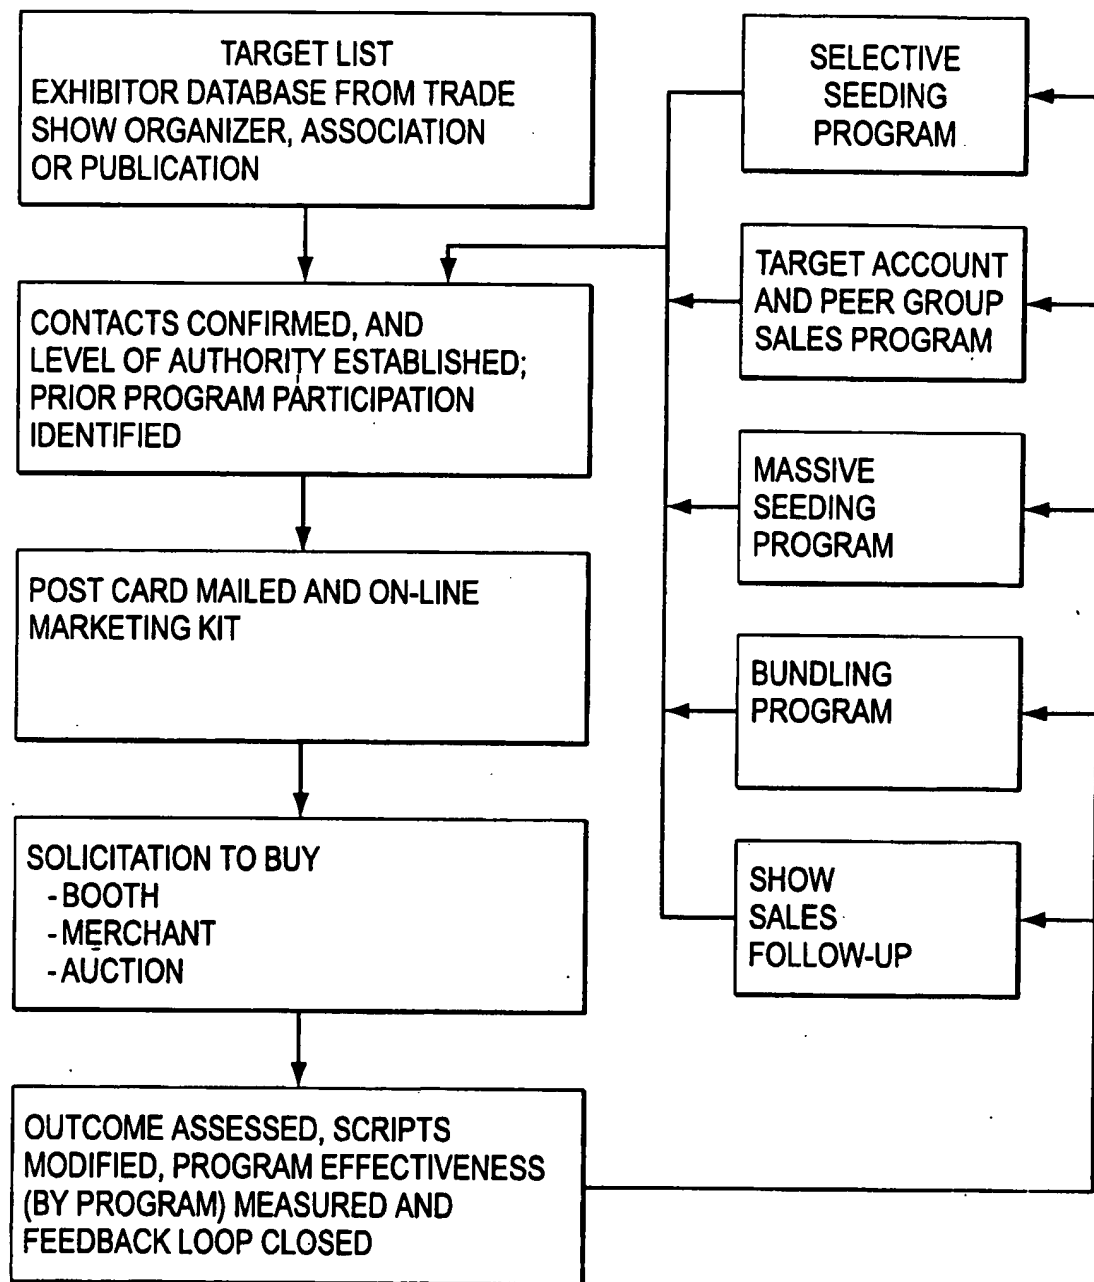 TARGET LIST
EXHIBITOR DATABASE FROM TRADE
SHOW ORGANIZER, ASSOCIATION
OR PUBLICATION
CONTACTS CONFIRMED, AND
LEVEL OF AUTHORITY ESTABLISHED;
PRIOR PROGRAM PARTICIPATION
IDENTIFIED
POST CARD MAILED AND ON-LINE
MARKETING KIT
SOLICITATION TO BUY
- BOOTH
- MERCHANT
- AUCTION
OUTCOME ASSESSED, SCRIPTS
MODIFIED, PROGRAM EFFECTIVENESS
(BY PROGRAM) MEASURED AND
FEEDBACK LOOP CLOSED
SELECTIVE
SEEDING
PROGRAM
TARGET ACCOUNT
AND PEER GROUP
SALES PROGRAM
MASSIVE
SEEDING
PROGRAM
BUNDLING
PROGRAM
SHOW
SALES
FOLLOW-UP